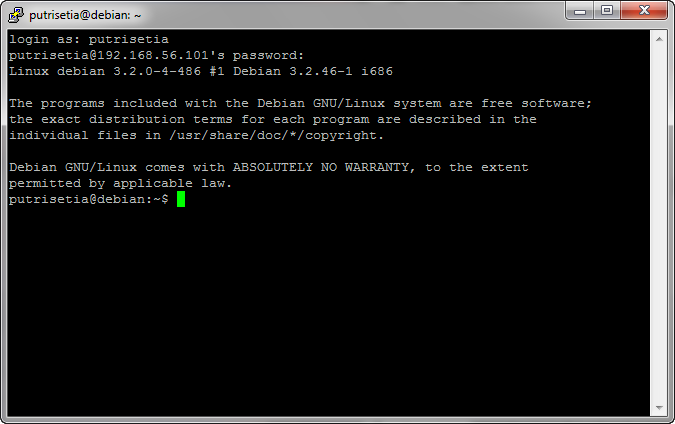 putrisetia@debian: ~
login as: putrisetia
putrisetia@192.168.56.101's password:
Linux debian 3.2.0-4-486 #1 Debian 3.2.46-1 i686
The programs included with the Debian GNU/Linux system are free software;
the exact distribution terms for each program are described in the
individual files in /usr/share/doc/*/copyright.
Debian GNU/Linux comes with ABSOLUTELY NO WARRANTY, to the extent
permitted by applicable law.
putrisetia@debian:~$